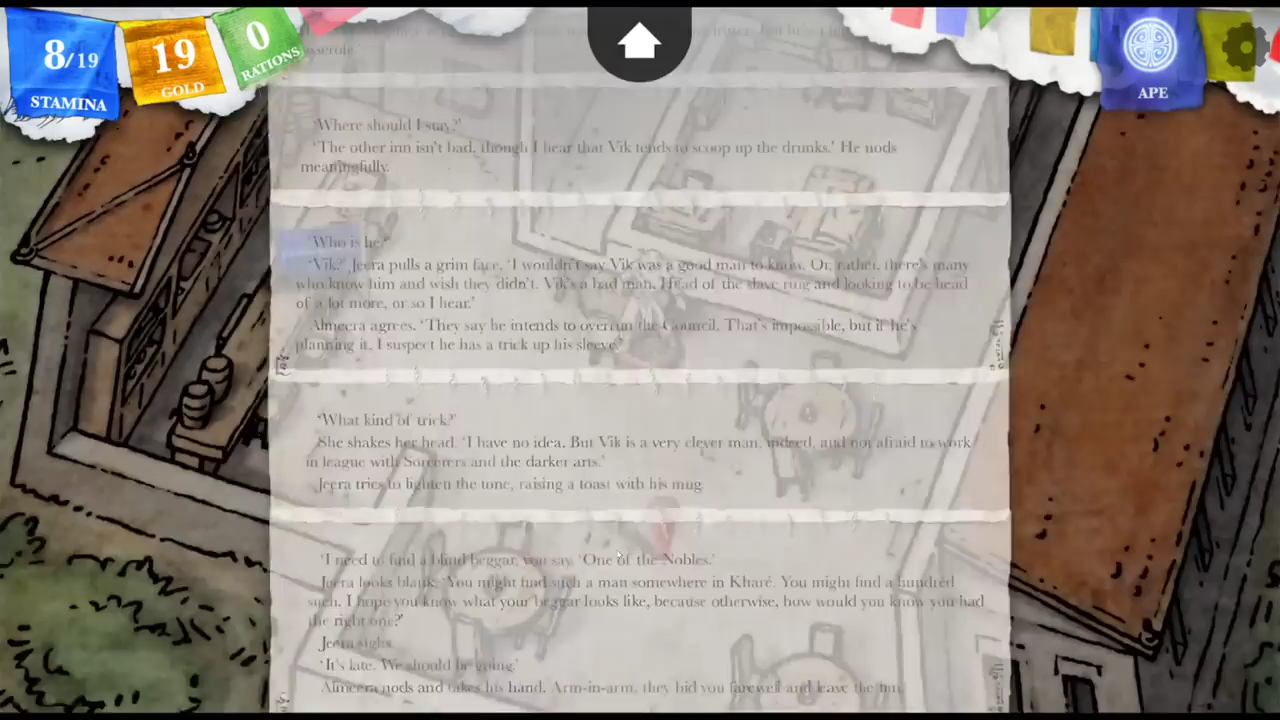 8/19
STAMINA
19
GOLD
0
RATIONS
APE
'Where should I stay?'
'The other inn isn't bad, though I hear that Vik tends to scoop up the drunks.' He nods
meaningfully.
'Who is he?'
'Vik?' Jeera pulls a grim face. 'I wouldn't say Vik was a good man to know. Or, rather, there's many
who know him and wish they didn't. Vik's a bad man. Head of the slave ring and looking to be head
of a lot more, or so I hear.'
Almeera agrees. 'They say he intends to overrun the Council. That's impossible, but if he's
planning it, I suspect he has a trick up his sleeve.'
'What kind of trick?'
She shakes her head. 'I have no idea. But Vik is a very clever man, indeed, and not afraid to work
in league with Sorcerers and the darker arts.'
Jeera tries to lighten the tone, raising a toast with his mug.
'I need to find a blind beggar, you say. 'One of the Nobles.'
Jeera looks blank. 'You might find such a man somewhere in Kharé. You might find a hundred
such. I hope you know what your beggar looks like, because otherwise, how would you know you had
the right one?'
Jeera sighs.
'It's late. We should be going.'
Almeera nods and takes his hand. Arm-in-arm, they bid you farewell and leave the inn.